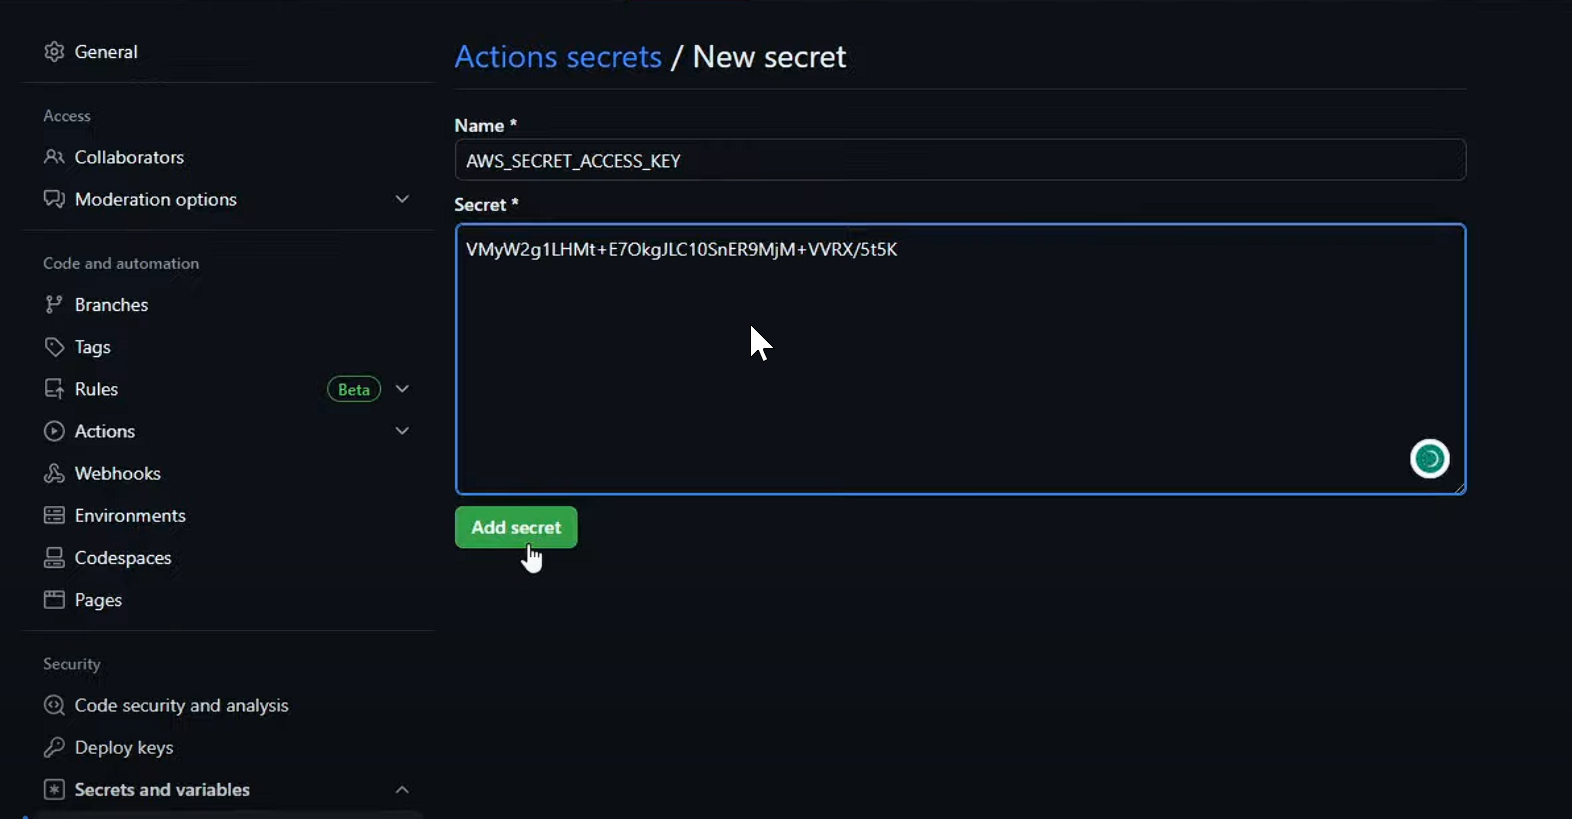 General
Actions secrets / New secret
Access
Name *
Collaborators
AWS_SECRET_ACCESS_KEY
Moderation options
Secret *
VMyW2g1LHMt+E7OkgJLC10SnER9MjM+VVRX/5t5K
Code and automation
Branches
Tags
Rules Beta
Actions
Webhooks
Environments
Add secret
Codespaces
Pages
Security
Code security and analysis
Deploy keys
Secrets and variables